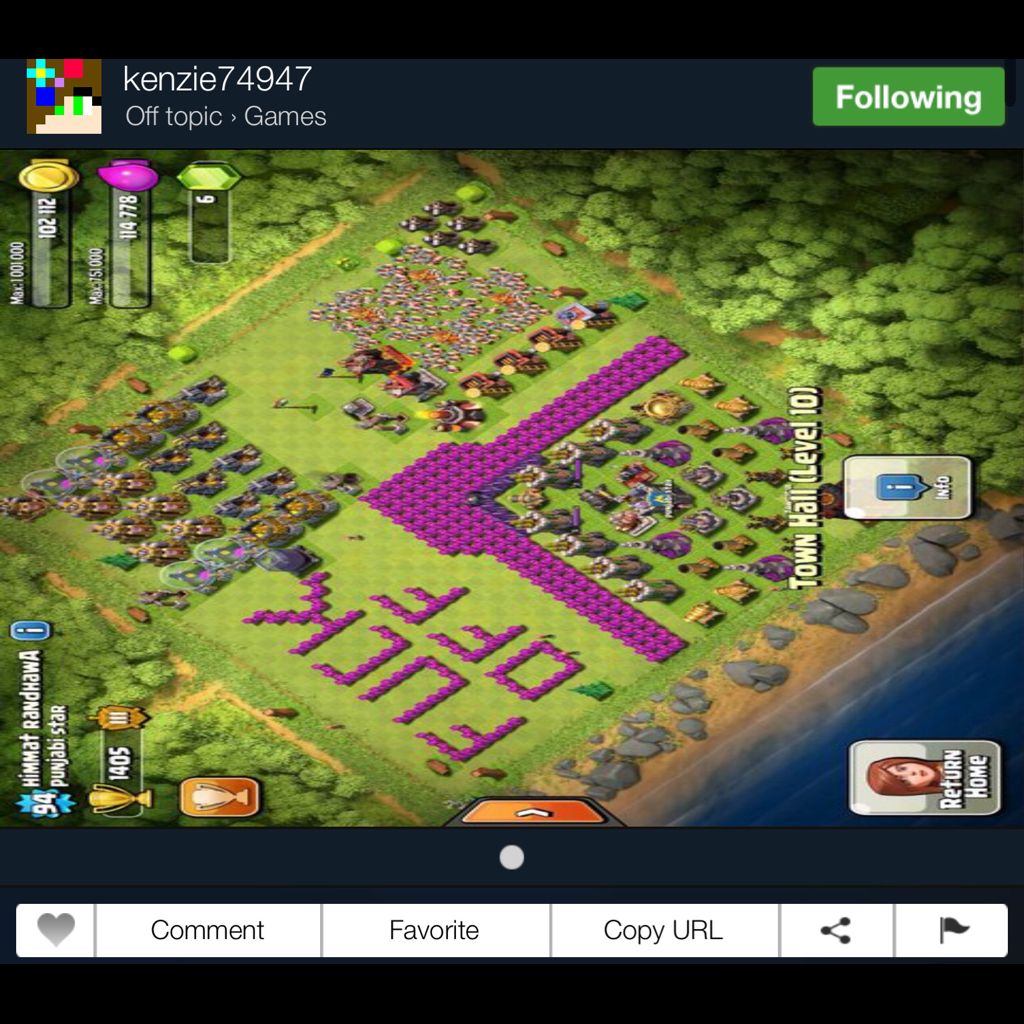 kenzie74947
Off topic › Games
Following
94
Himmat Randhawa
punjabi star
i
1405
III
Max: 1 001 000
102 112
Max: 751 000
114 778
6
FUCK
OFF
Town Hall (Level 10)
i
Info
Return
Home
Comment
Favorite
Copy URL